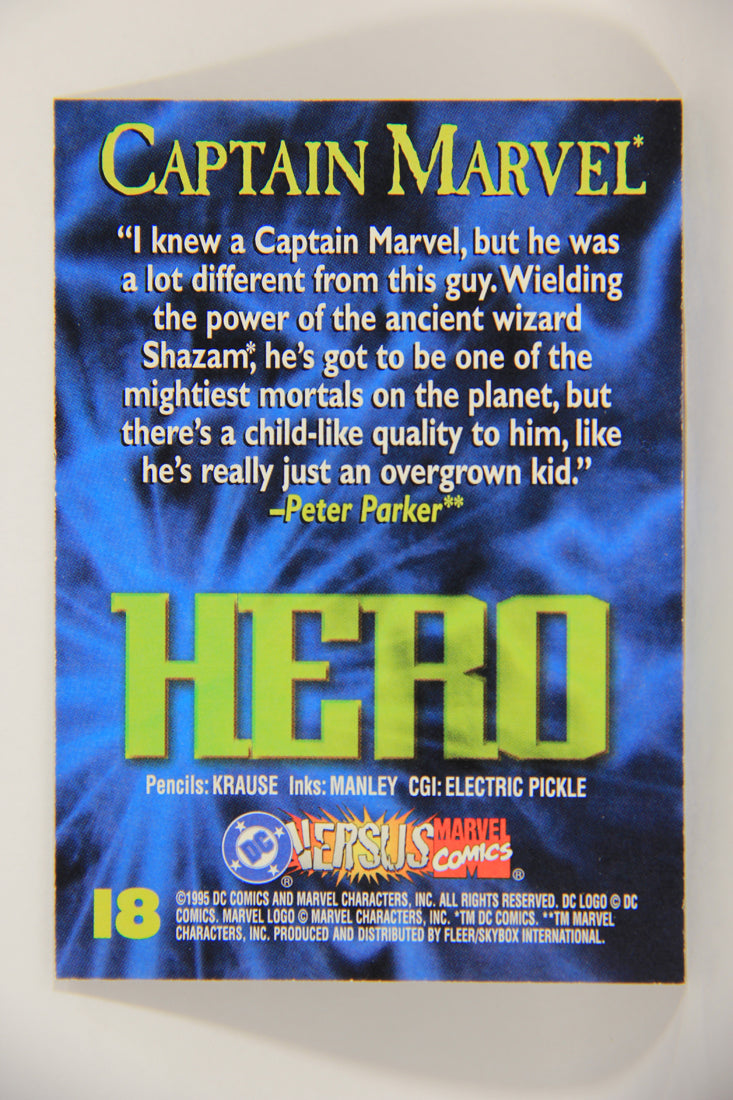 CAPTAIN MARVEL*
“I knew a Captain Marvel, but he was
a lot different from this guy. Wielding
the power of the ancient wizard
Shazam*, he’s got to be one of the
mightiest mortals on the planet, but
there’s a child-like quality to him, like
he’s really just an overgrown kid.”
–Peter Parker**
HERO
Pencils: KRAUSE Inks: MANLEY CGI: ELECTRIC PICKLE
DC ® VERSUS MARVEL COMICS ®
18
©1995 DC COMICS AND MARVEL CHARACTERS, INC. ALL RIGHTS RESERVED. DC LOGO © DC
COMICS. MARVEL LOGO © MARVEL CHARACTERS, INC. *TM DC COMICS. **TM MARVEL
CHARACTERS, INC. PRODUCED AND DISTRIBUTED BY FLEER/SKYBOX INTERNATIONAL.